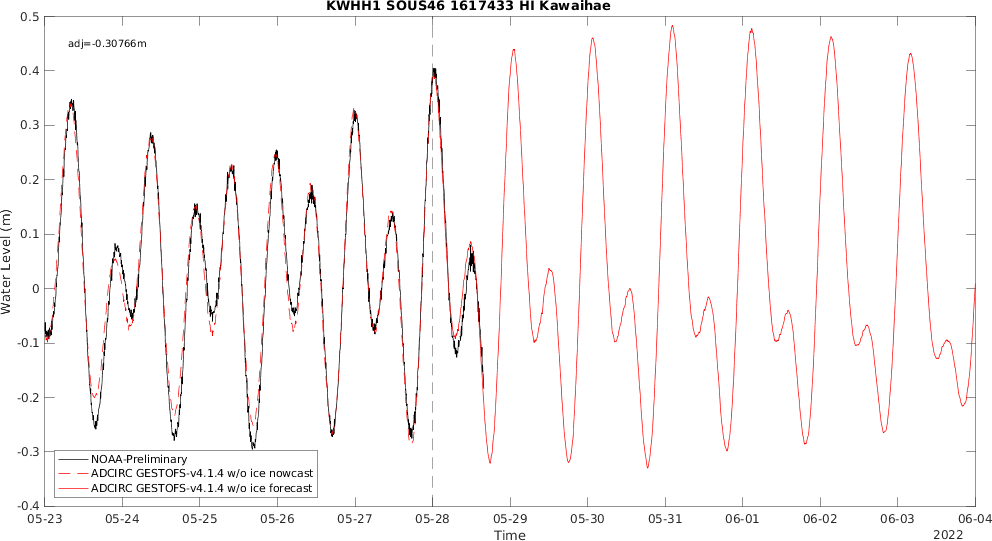 KWHH1 SOUS46 1617433 HI Kawaihae
adj=-0.30766m
0.5
0.4
0.3
0.2
0.1
0
-0.1
-0.2
-0.3
-0.4
Water Level (m)
NOAA-Preliminary
ADCIRC GESTOFS-v4.1.4 w/o ice nowcast
ADCIRC GESTOFS-v4.1.4 w/o ice forecast
05-23 05-24 05-25 05-26 05-27 05-28 05-29 05-30 05-31 06-01 06-02 06-03 06-04
Time
2022